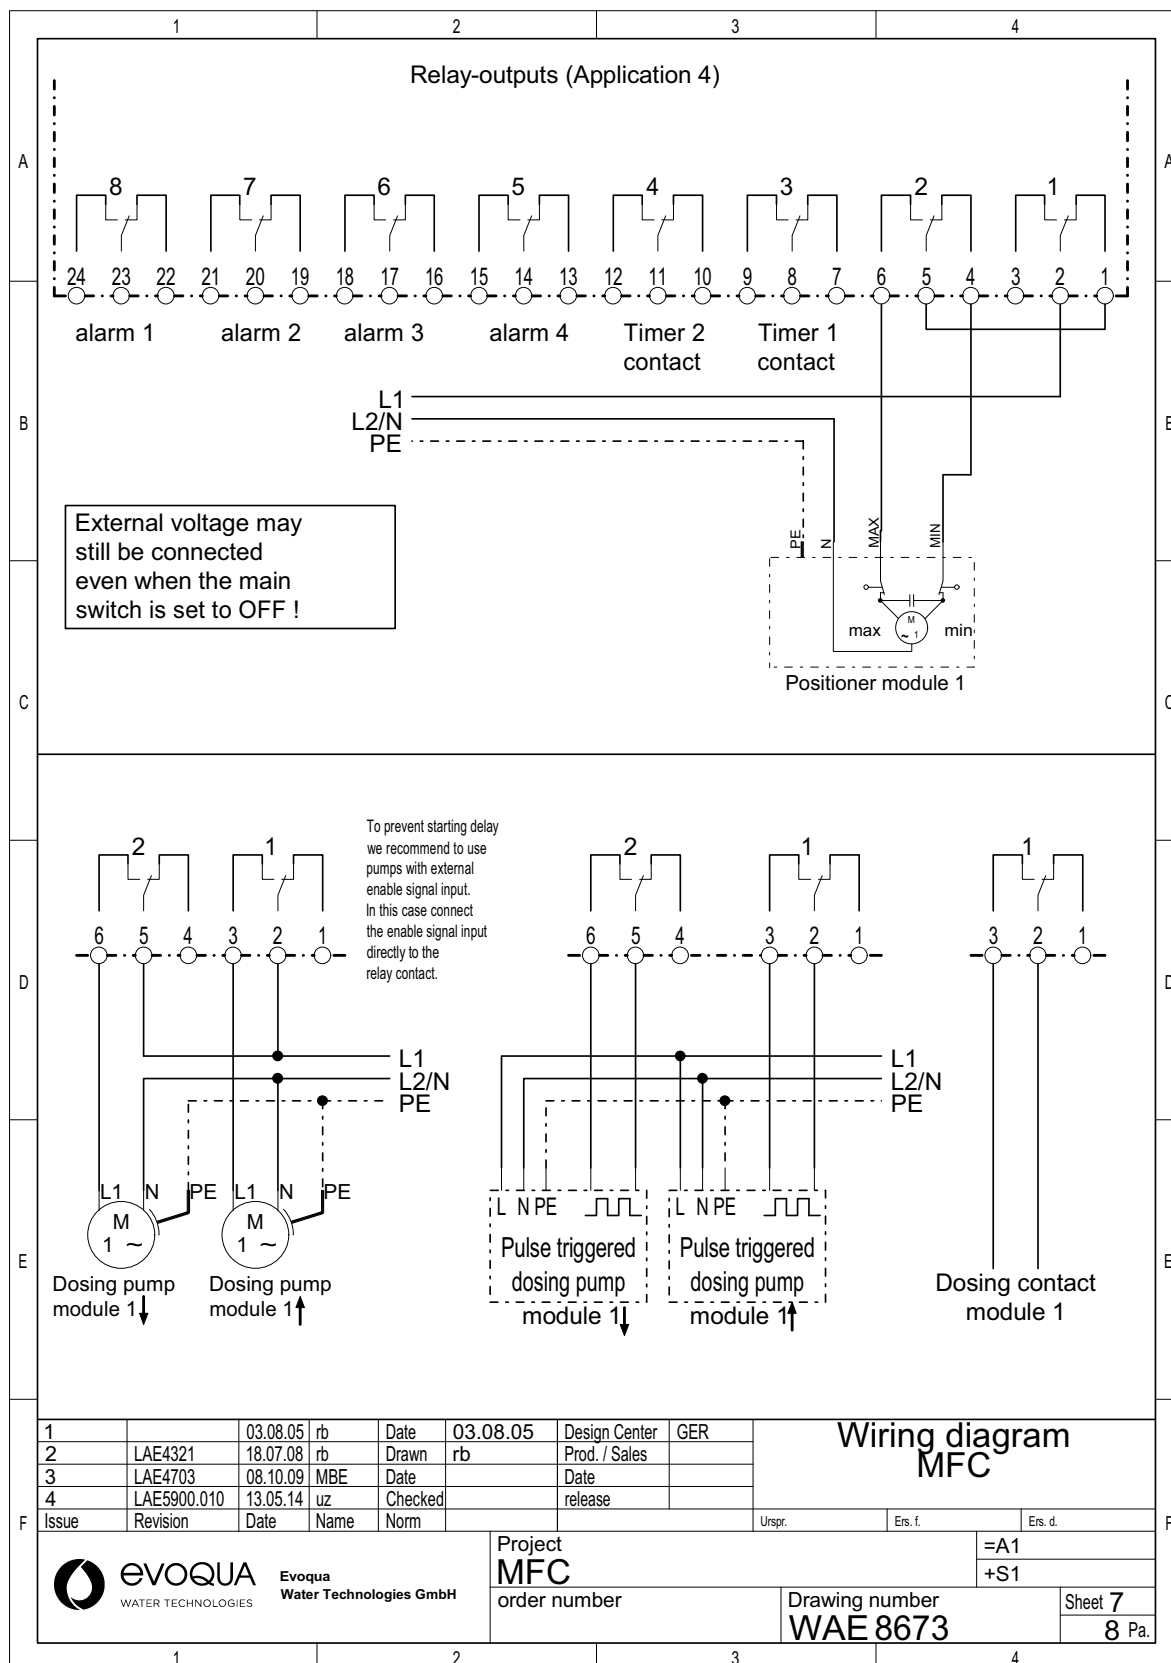 1 2 3 4
Relay-outputs (Application 4)
A A
8 7 6 5 4 3 2 1
24 23 22 21 20 19 18 17 16 15 14 13 12 11 10 9 8 7 6 5 4 3 2 1
alarm 1 alarm 2 alarm 3 alarm 4 Timer 2 contact Timer 1 contact
L1
L2/N
PE
B B
External voltage may
still be connected
even when the main
switch is set to OFF !
PE N MAX MIN
max M ~ 1 min
Positioner module 1
C C
To prevent starting delay
we recommend to use
pumps with external
enable signal input.
In this case connect
the enable signal input
directly to the
relay contact.
2 1 2 1 1
6 5 4 3 2 1 6 5 4 3 2 1 3 2 1
D D
L1 L1
L2/N L2/N
PE PE
L1 N PE L1 N PE L N PE L N PE
M M
1 ~ 1 ~
E E
Dosing pump
module 1
Dosing pump
module 1
Pulse triggered
dosing pump
module 1
Pulse triggered
dosing pump
module 1
Dosing contact
module 1
1 03.08.05 rb Date 03.08.05 Design Center GER
2 LAE4321 18.07.08 rb Drawn rb Prod. / Sales
3 LAE4703 08.10.09 MBE Date Date
4 LAE5900.010 13.05.14 uz Checked release
Issue Revision Date Name Norm
Wiring diagram
MFC
Urspr. Ers. f. Ers. d.
F F
evoqua
WATER TECHNOLOGIES
Evoqua
Water Technologies GmbH
Project
MFC
=A1
+S1
order number
Drawing number
WAE 8673
Sheet 7
8 Pa.
1 2 3 4